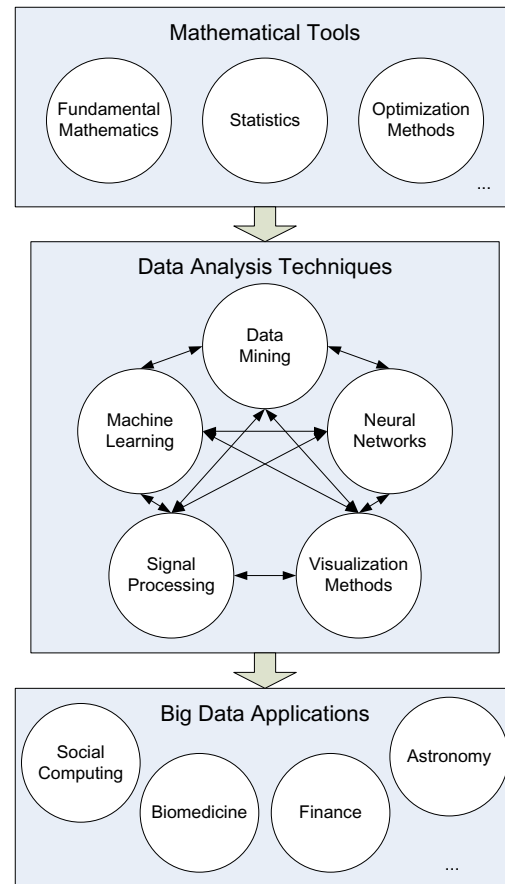 Mathematical Tools
Fundamental
Mathematics
Statistics
Optimization
Methods
...
Data Analysis Techniques
Data
Mining
Machine
Learning
Neural
Networks
Signal
Processing
Visualization
Methods
Big Data Applications
Social
Computing
Biomedicine
Finance
Astronomy
...